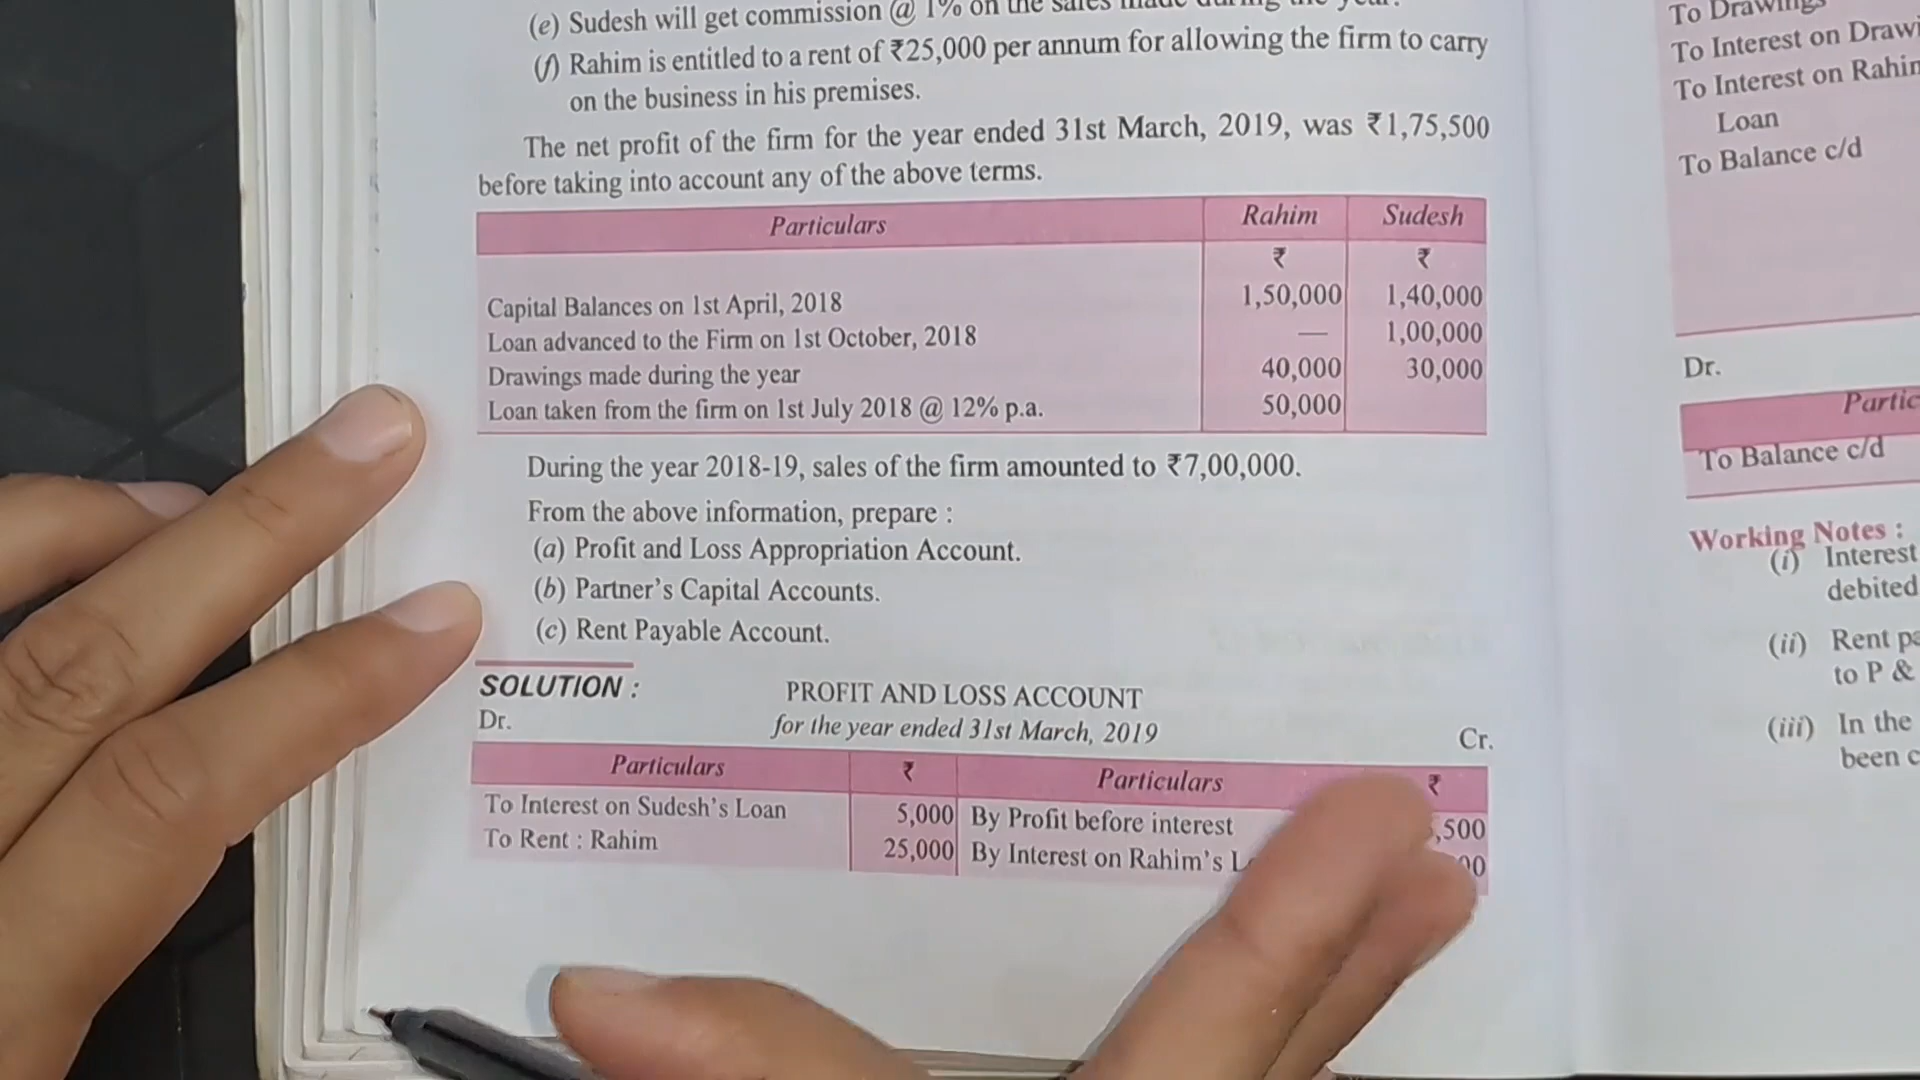 (e) Sudesh will get commission @ 1% on the sales made during the year.
(f) Rahim is entitled to a rent of ₹25,000 per annum for allowing the firm to carry
on the business in his premises.
The net profit of the firm for the year ended 31st March, 2019, was ₹1,75,500
before taking into account any of the above terms.
Particulars Rahim Sudesh
₹ ₹
Capital Balances on 1st April, 2018 1,50,000 1,40,000
Loan advanced to the Firm on 1st October, 2018 — 1,00,000
Drawings made during the year 40,000 30,000
Loan taken from the firm on 1st July 2018 @ 12% p.a. 50,000
During the year 2018-19, sales of the firm amounted to ₹7,00,000.
From the above information, prepare :
(a) Profit and Loss Appropriation Account.
(b) Partner's Capital Accounts.
(c) Rent Payable Account.
SOLUTION :
PROFIT AND LOSS ACCOUNT
Dr. for the year ended 31st March, 2019 Cr.
Particulars ₹ Particulars ₹
To Interest on Sudesh's Loan 5,000 By Profit before interest ,500
To Rent : Rahim 25,000 By Interest on Rahim's L 00
To Drawings
To Interest on Drawi
To Interest on Rahim
Loan
To Balance c/d
Dr.
Partic
To Balance c/d
Working Notes :
(i) Interest
debited
(ii) Rent pa
to P &
(iii) In the
been c